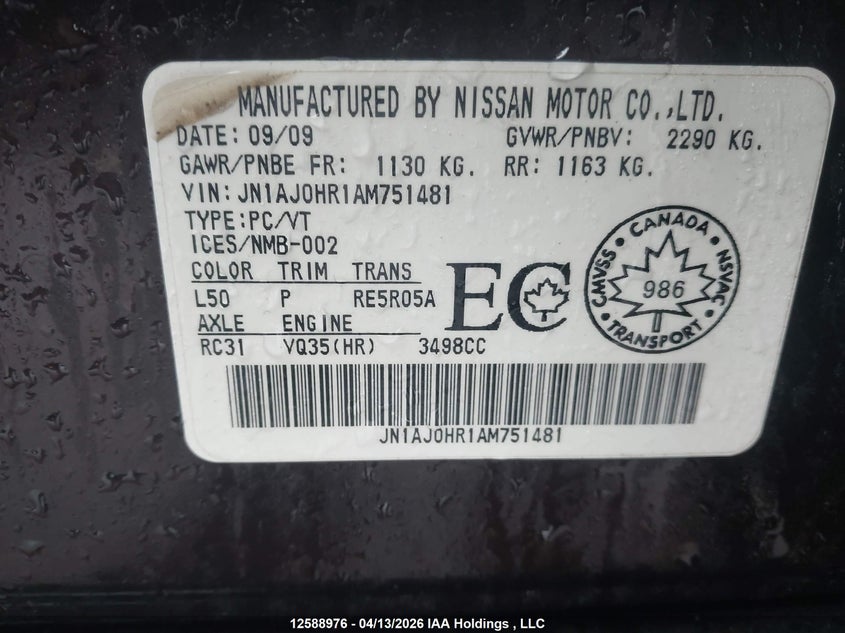 MANUFACTURED BY NISSAN MOTOR CO.,LTD.
DATE: 09/09 GVWR/PNBV: 2290 KG.
GAWR/PNBE FR: 1130 KG. RR: 1163 KG.
VIN: JN1AJ0HR1AM751481
TYPE:PC/VT
ICES/NMB-002
COLOR TRIM TRANS
L50 P RE5R05A
AXLE ENGINE
RC31 VQ35(HR) 3498CC
EC
CANADA
CMVSS 986 NSVAC
TRANSPORT
JN1AJ0HR1AM751481
12588976 - 04/13/2026 IAA Holdings , LLC